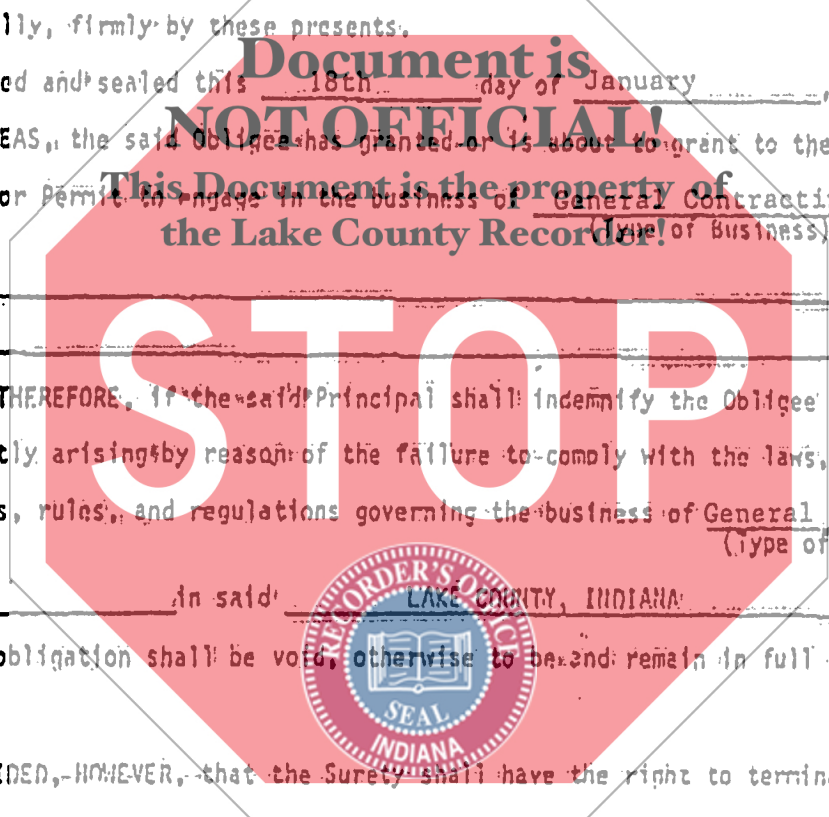 lly, firmly by these presents.
Document is
ed and sealed this 18th day of January
NOT OFFICIAL!
EAS, the said Obligee has granted or is about to grant to the
This Document is the property of
or Permit to engage in the business of General Contracti
the Lake County Recorder!
(Type of Business)
STOP
THEREFORE, if the said Principal shall indemnify the Obligee
tly arising by reason of the failure to comply with the laws,
s, rules, and regulations governing the business of General
(Type of
in said LAKE COUNTY, INDIANA
RECORDER'S OFFICE
obligation shall be void, otherwise to be and remain in full
SEAL
INDIANA
DED, HOWEVER, that the Surety shall have the right to termin